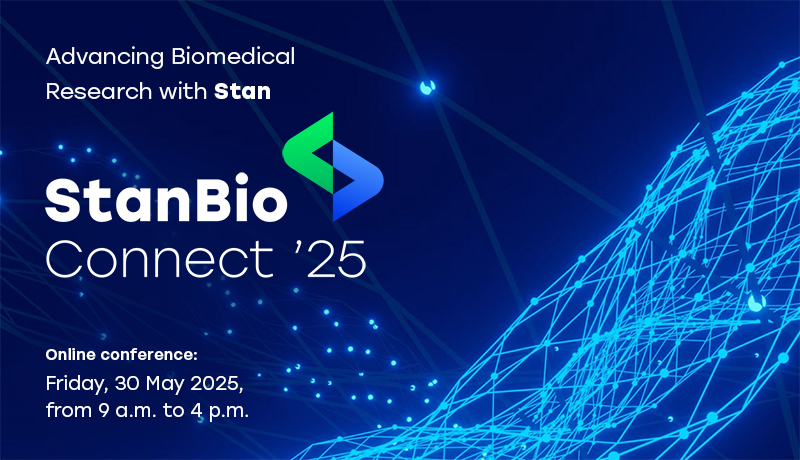 Advancing Biomedical
Research with Stan
StanBio
Connect ’25
Online conference:
Friday, 30 May 2025,
from 9 a.m. to 4 p.m.